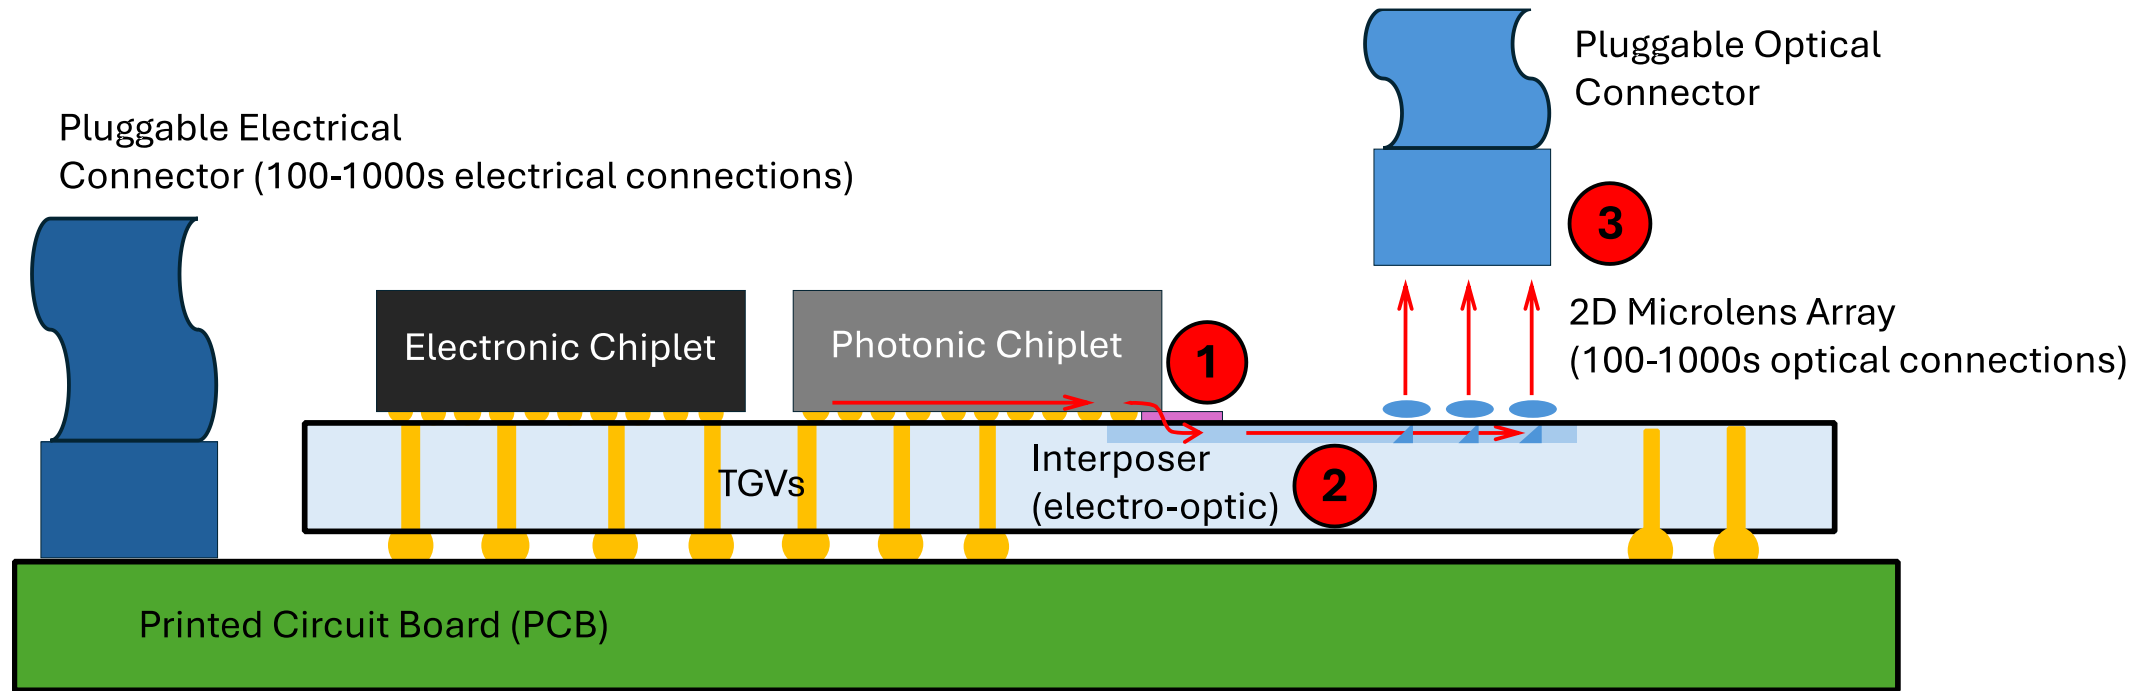 Pluggable Optical
Connector
Pluggable Electrical
Connector (100-1000s electrical connections)
3
2D Microlens Array
(100-1000s optical connections)
Electronic Chiplet
Photonic Chiplet
1
TGVs
Interposer
(electro-optic)
2
Printed Circuit Board (PCB)